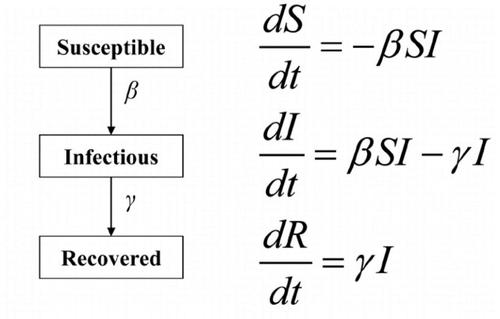 Susceptible
β
Infectious
γ
Recovered
dS/dt = −βSI
dI/dt = βSI − γI
dR/dt = γI